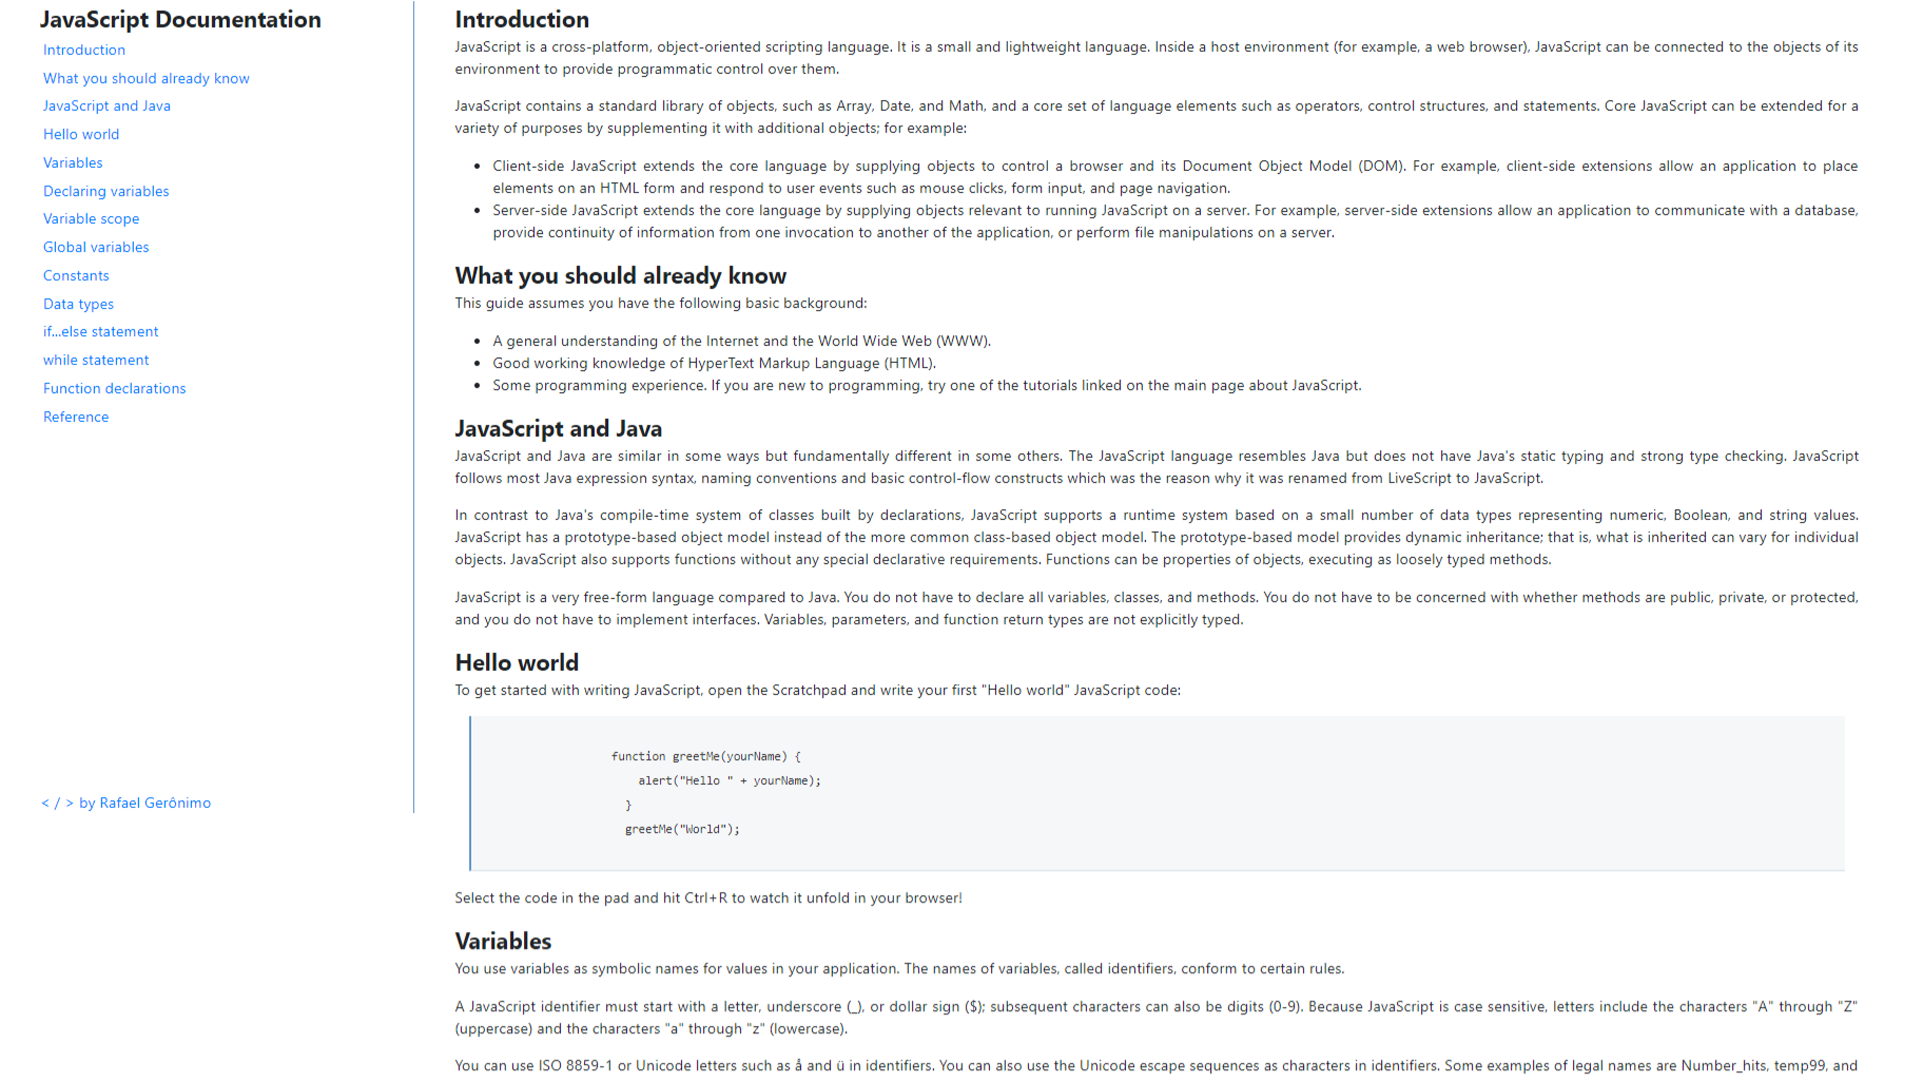 JavaScript Documentation
Introduction
What you should already know
JavaScript and Java
Hello world
Variables
Declaring variables
Variable scope
Global variables
Constants
Data types
if...else statement
while statement
Function declarations
Reference
< / > by Rafael Gerônimo
Introduction
JavaScript is a cross-platform, object-oriented scripting language. It is a small and lightweight language. Inside a host environment (for example, a web browser), JavaScript can be connected to the objects of its
environment to provide programmatic control over them.
JavaScript contains a standard library of objects, such as Array, Date, and Math, and a core set of language elements such as operators, control structures, and statements. Core JavaScript can be extended for a
variety of purposes by supplementing it with additional objects; for example:
• Client-side JavaScript extends the core language by supplying objects to control a browser and its Document Object Model (DOM). For example, client-side extensions allow an application to place
elements on an HTML form and respond to user events such as mouse clicks, form input, and page navigation.
• Server-side JavaScript extends the core language by supplying objects relevant to running JavaScript on a server. For example, server-side extensions allow an application to communicate with a database,
provide continuity of information from one invocation to another of the application, or perform file manipulations on a server.
What you should already know
This guide assumes you have the following basic background:
• A general understanding of the Internet and the World Wide Web (WWW).
• Good working knowledge of HyperText Markup Language (HTML).
• Some programming experience. If you are new to programming, try one of the tutorials linked on the main page about JavaScript.
JavaScript and Java
JavaScript and Java are similar in some ways but fundamentally different in some others. The JavaScript language resembles Java but does not have Java's static typing and strong type checking. JavaScript
follows most Java expression syntax, naming conventions and basic control-flow constructs which was the reason why it was renamed from LiveScript to JavaScript.
In contrast to Java's compile-time system of classes built by declarations, JavaScript supports a runtime system based on a small number of data types representing numeric, Boolean, and string values.
JavaScript has a prototype-based object model instead of the more common class-based object model. The prototype-based model provides dynamic inheritance; that is, what is inherited can vary for individual
objects. JavaScript also supports functions without any special declarative requirements. Functions can be properties of objects, executing as loosely typed methods.
JavaScript is a very free-form language compared to Java. You do not have to declare all variables, classes, and methods. You do not have to be concerned with whether methods are public, private, or protected,
and you do not have to implement interfaces. Variables, parameters, and function return types are not explicitly typed.
Hello world
To get started with writing JavaScript, open the Scratchpad and write your first "Hello world" JavaScript code:
function greetMe(yourName) {
alert("Hello " + yourName);
}
greetMe("World");
Select the code in the pad and hit Ctrl+R to watch it unfold in your browser!
Variables
You use variables as symbolic names for values in your application. The names of variables, called identifiers, conform to certain rules.
A JavaScript identifier must start with a letter, underscore (_), or dollar sign ($); subsequent characters can also be digits (0-9). Because JavaScript is case sensitive, letters include the characters "A" through "Z"
(uppercase) and the characters "a" through "z" (lowercase).
You can use ISO 8859-1 or Unicode letters such as å and ü in identifiers. You can also use the Unicode escape sequences as characters in identifiers. Some examples of legal names are Number_hits, temp99, and